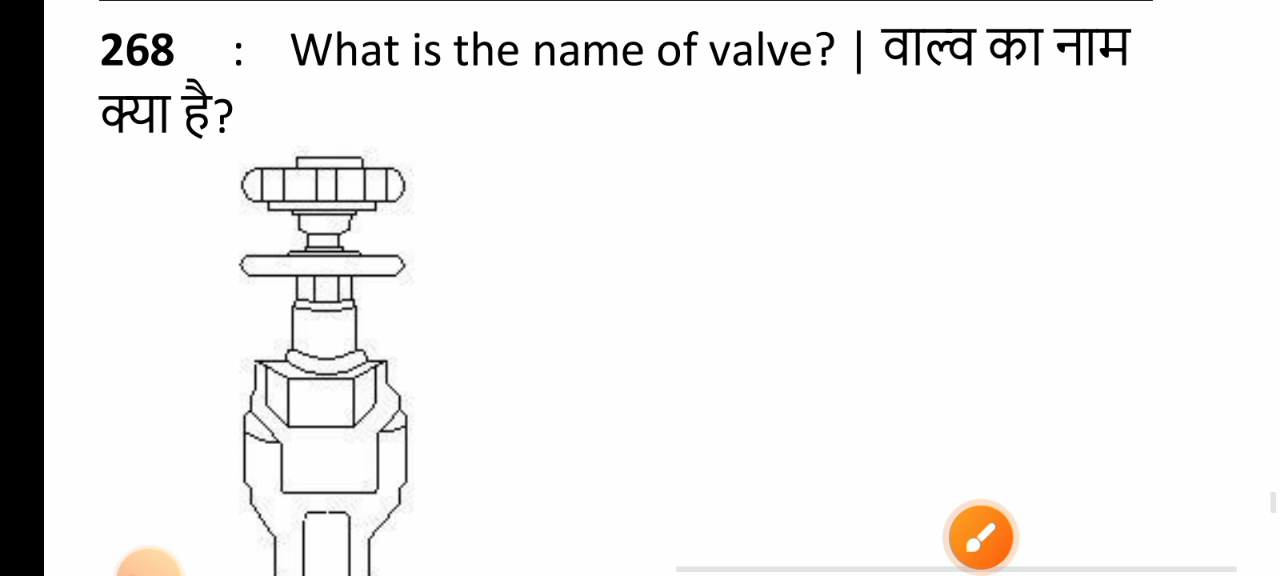 268 : What is the name of valve? | वाल्व का नाम
क्या है?